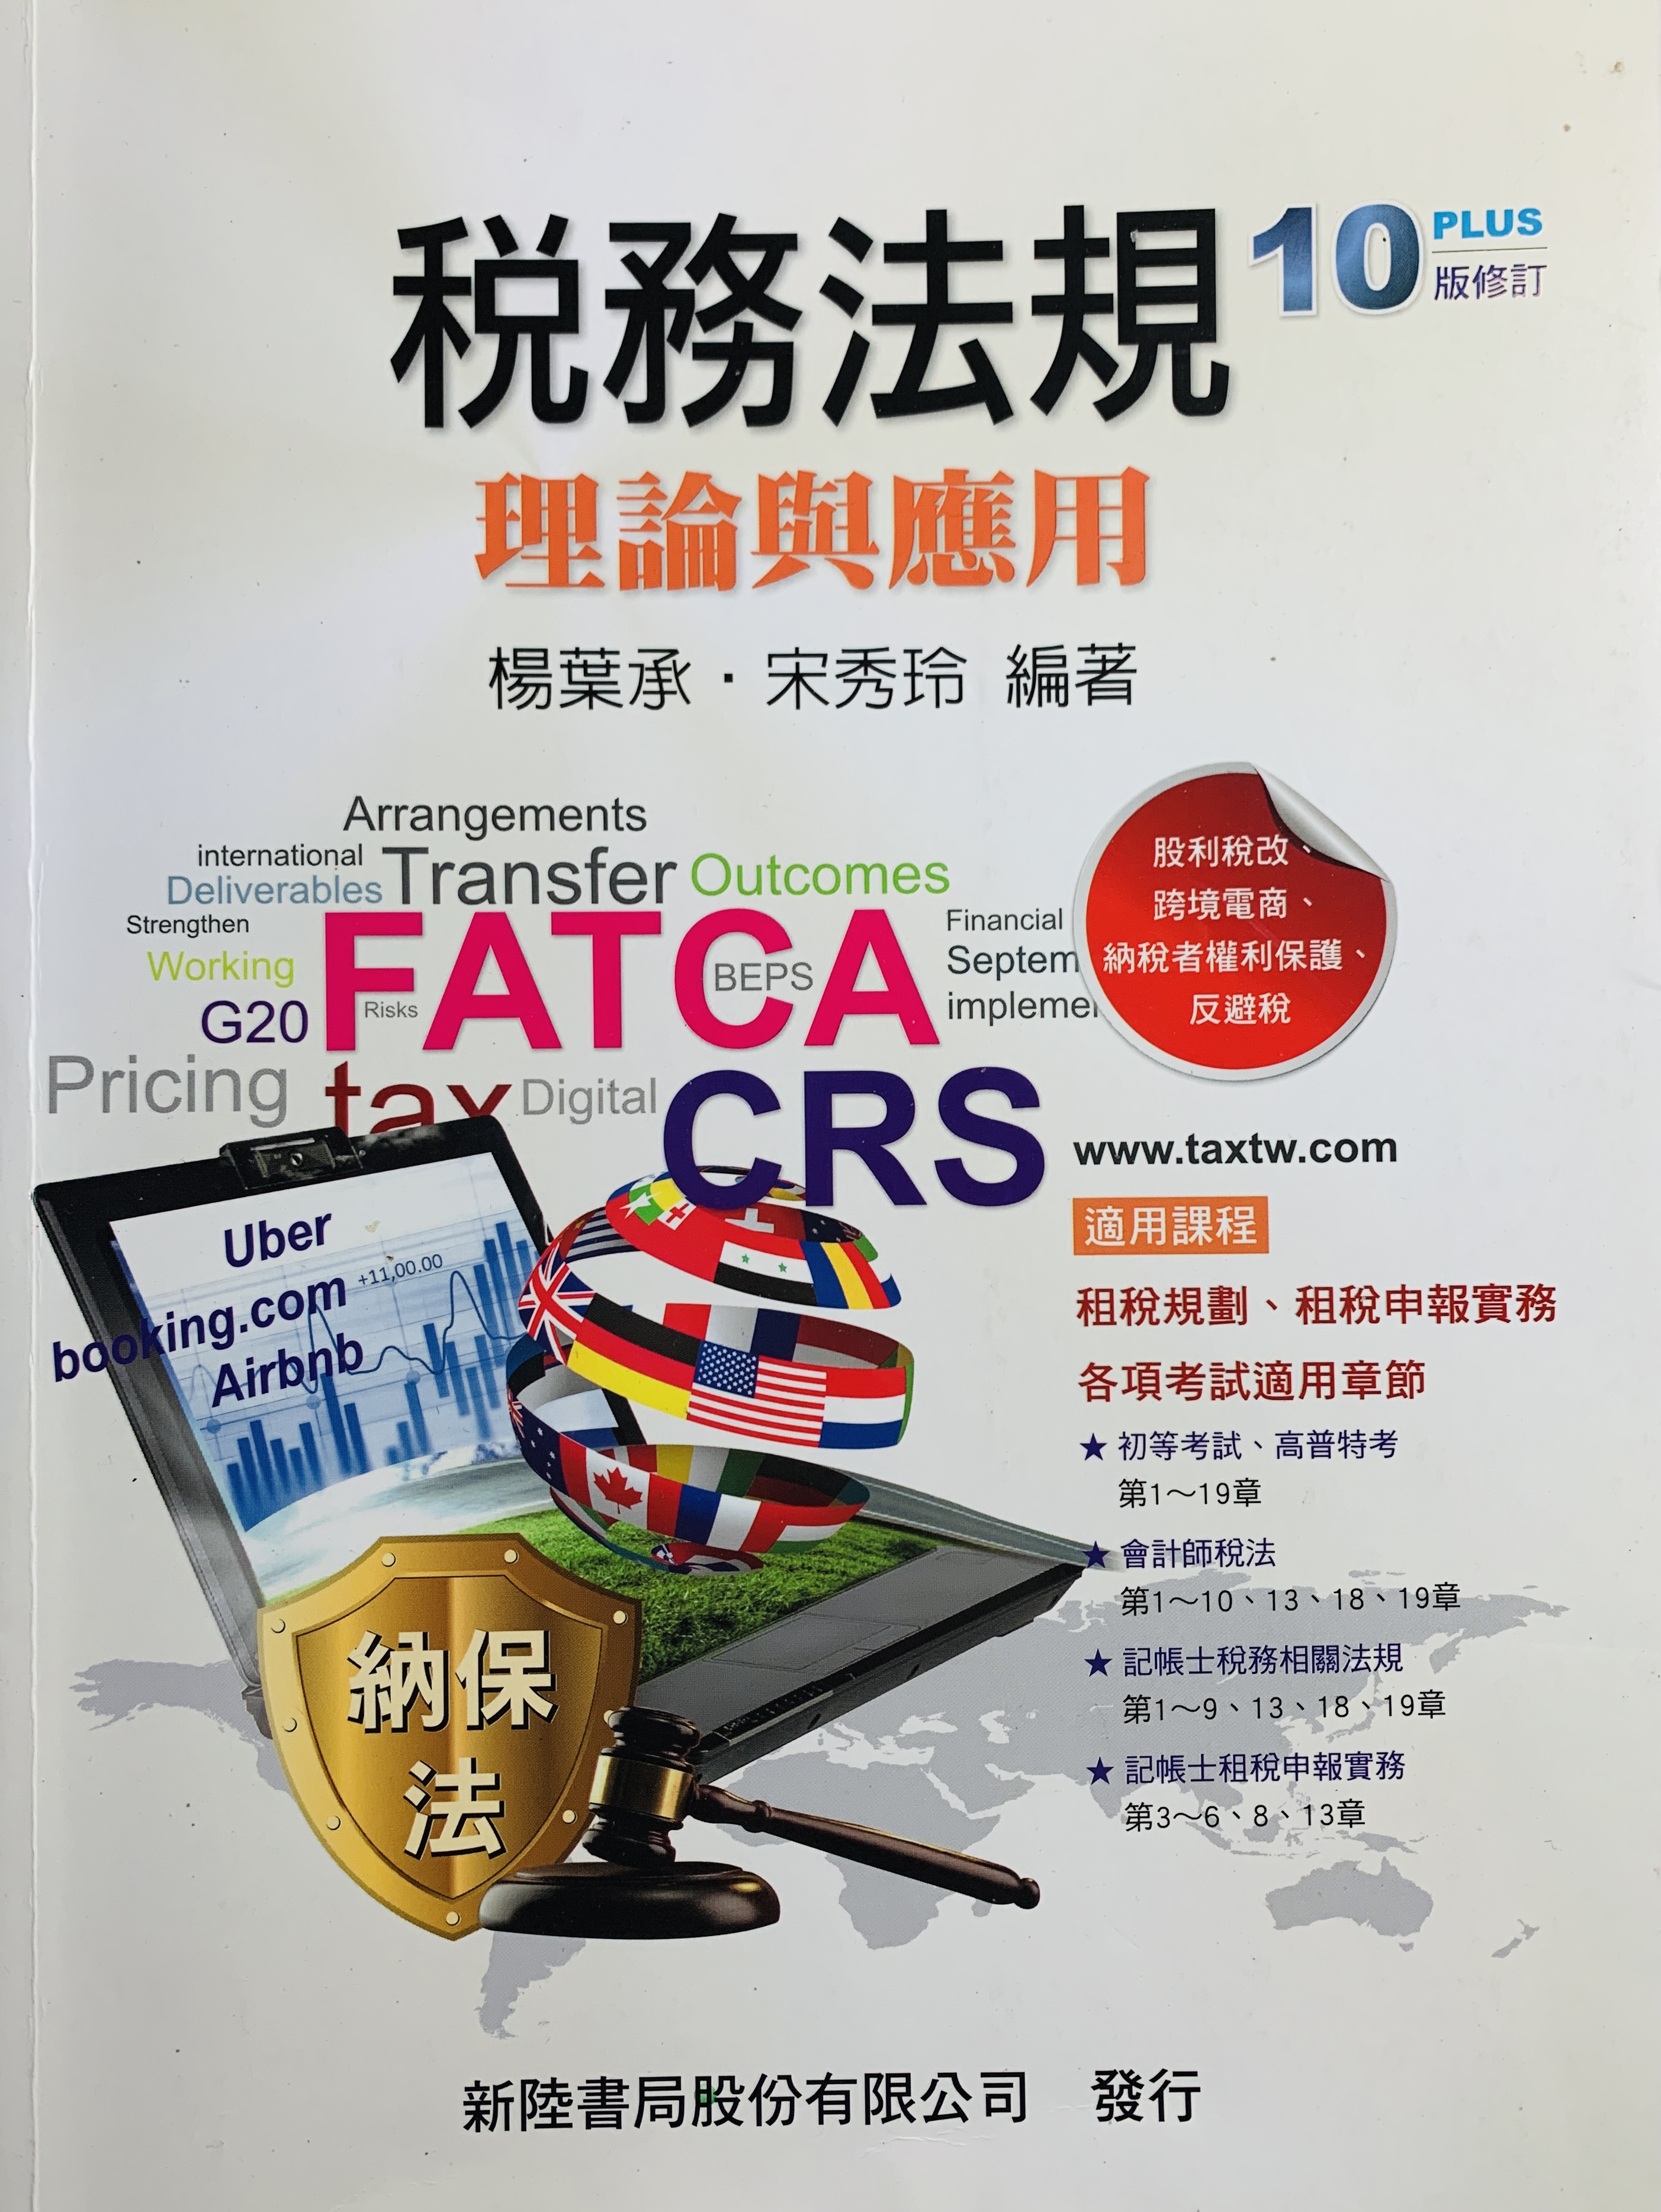 稅務法規
10 PLUS
版修訂
理論與應用
楊葉承・宋秀玲 編著
Arrangements
international
Deliverables
Transfer
Outcomes
Strengthen
FATCA
Financial
Working
BEPS
Septem
G20
Risks
implemen
Pricing
tax
Digital
CRS
股利稅改、
跨境電商、
納稅者權利保護、
反避稅
www.taxtw.com
適用課程
租稅規劃、租稅申報實務
各項考試適用章節
★ 初等考試、高普特考
第1～19章
★ 會計師稅法
第1～10、13、18、19章
★ 記帳士稅務相關法規
第1～9、13、18、19章
★ 記帳士租稅申報實務
第3～6、8、13章
Uber
+11,00.00
booking.com
Airbnb
納保
法
新陸書局股份有限公司 發行